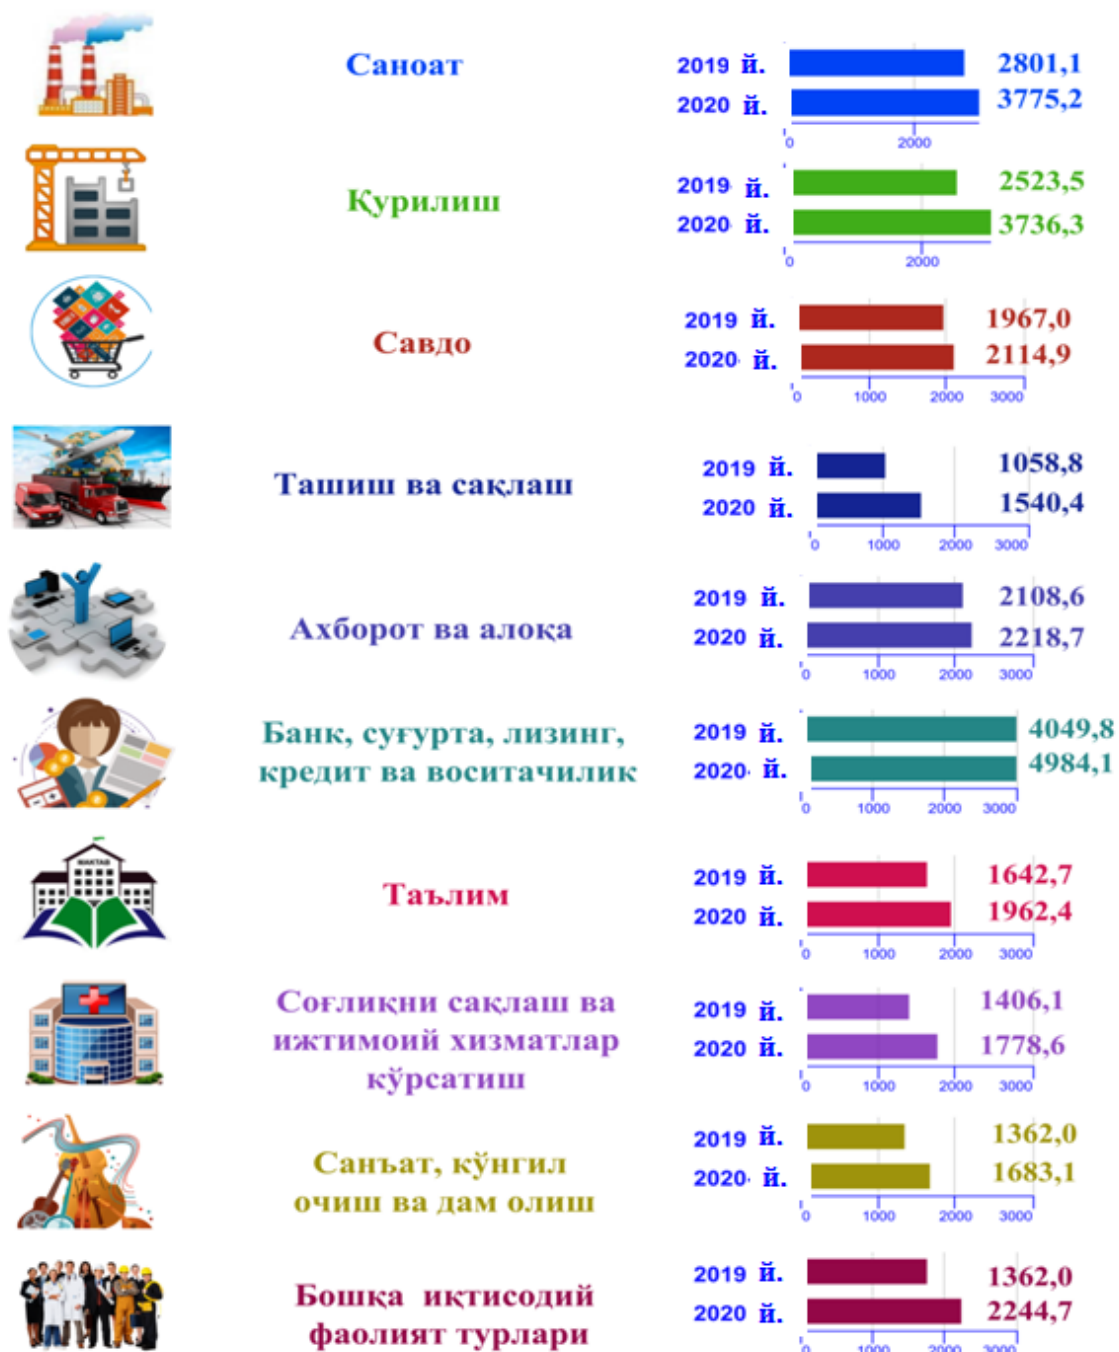 Саноат
2019 й. 2801,1
2020 й. 3775,2
0 2000
Қурилиш
2019 й. 2523,5
2020 й. 3736,3
0 2000
Савдо
2019 й. 1967,0
2020 й. 2114,9
0 1000 2000 3000
Ташиш ва сақлаш
2019 й. 1058,8
2020 й. 1540,4
0 1000 2000 3000
Ахборот ва алоқа
2019 й. 2108,6
2020 й. 2218,7
0 1000 2000 3000
Банк, суғурта, лизинг,
кредит ва воситачилик
2019 й. 4049,8
2020 й. 4984,1
0 1000 2000 3000
МАКТАБ
Таълим
2019 й. 1642,7
2020 й. 1962,4
0 1000 2000 3000
Соғлиқни сақлаш ва
ижтимоий хизматлар
кўрсатиш
2019 й. 1406,1
2020 й. 1778,6
0 1000 2000 3000
Санъат, кўнгил
очиш ва дам олиш
2019 й. 1362,0
2020 й. 1683,1
0 1000 2000 3000
Бошқа иқтисодий
фаолият турлари
2019 й. 1362,0
2020 й. 2244,7
0 1000 2000 3000